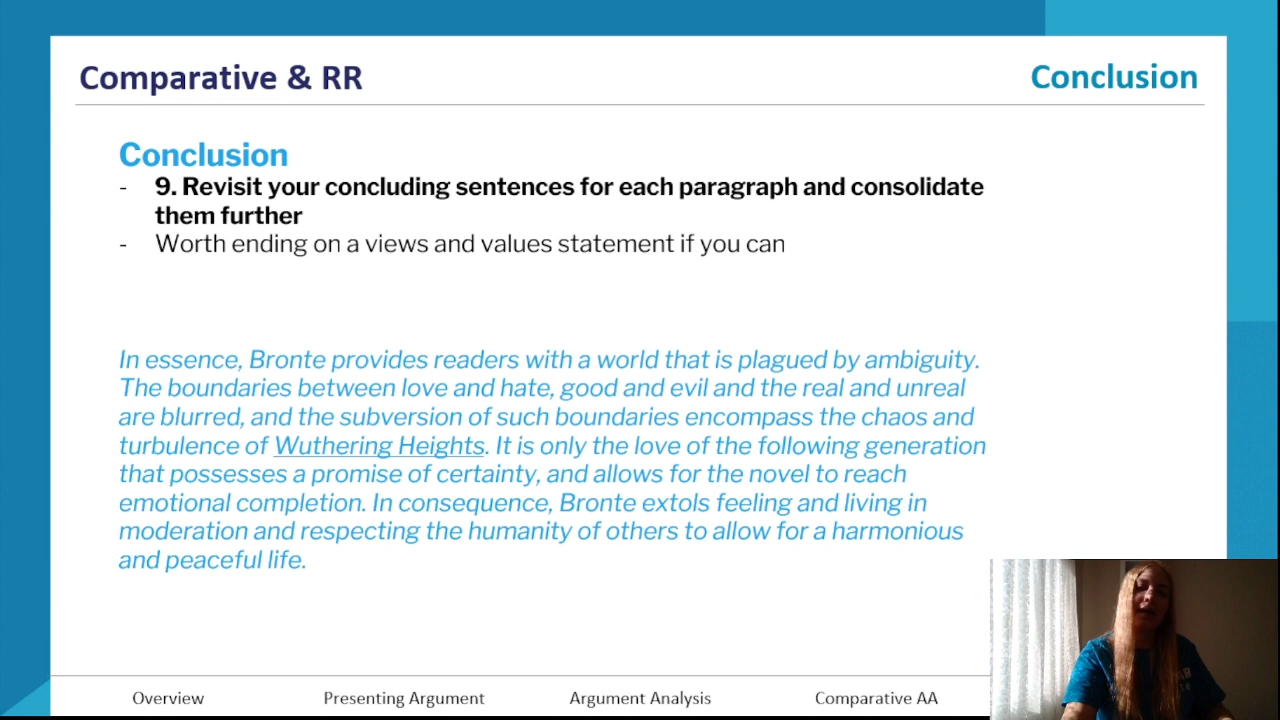 Comparative & RR
Conclusion
Conclusion
- 9. Revisit your concluding sentences for each paragraph and consolidate
them further
- Worth ending on a views and values statement if you can
In essence, Bronte provides readers with a world that is plagued by ambiguity.
The boundaries between love and hate, good and evil and the real and unreal
are blurred, and the subversion of such boundaries encompass the chaos and
turbulence of Wuthering Heights. It is only the love of the following generation
that possesses a promise of certainty, and allows for the novel to reach
emotional completion. In consequence, Bronte extols feeling and living in
moderation and respecting the humanity of others to allow for a harmonious
and peaceful life.
Overview
Presenting Argument
Argument Analysis
Comparative AA